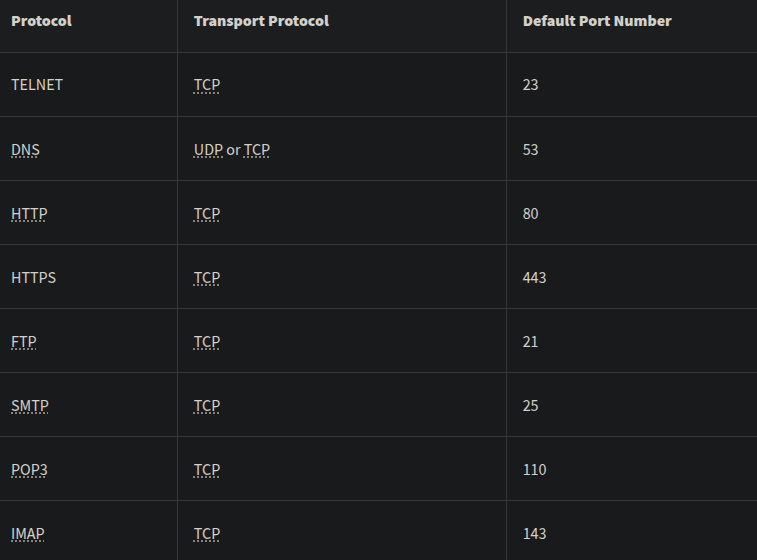 Protocol Transport Protocol Default Port Number
TELNET TCP 23
DNS UDP or TCP 53
HTTP TCP 80
HTTPS TCP 443
FTP TCP 21
SMTP TCP 25
POP3 TCP 110
IMAP TCP 143